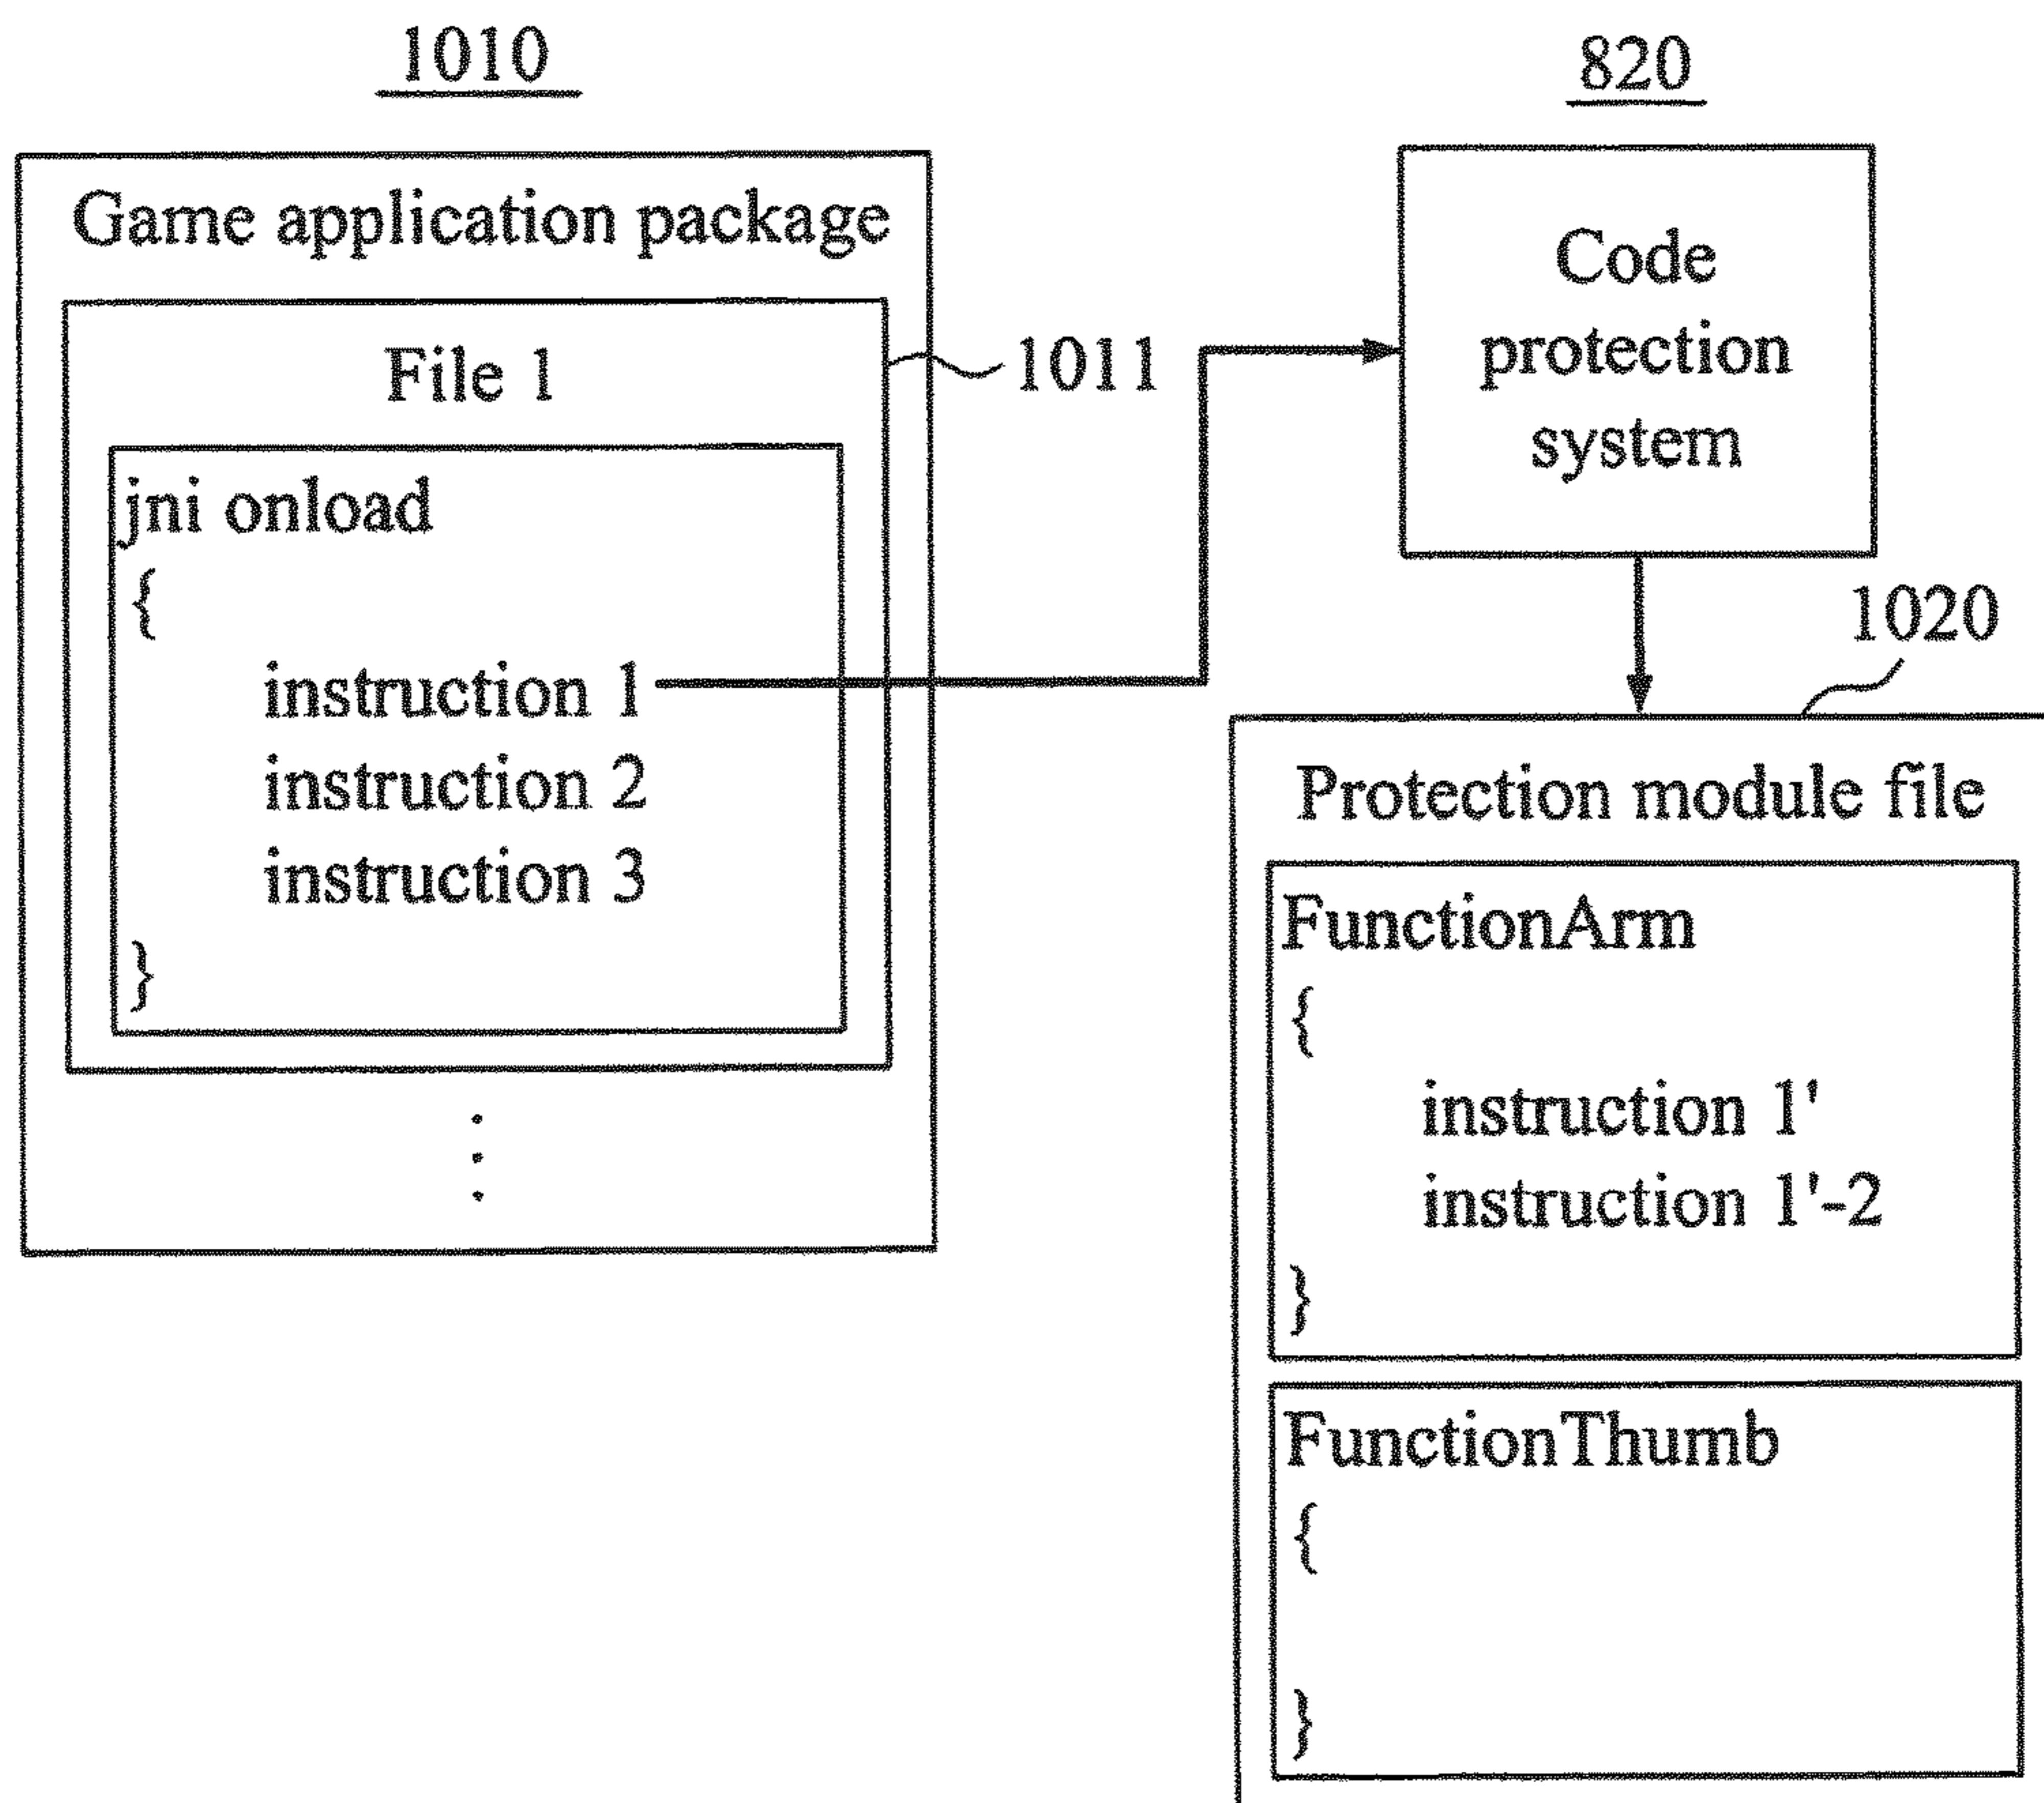 1010
Game application package
File 1
1011
jni onload
{
instruction 1
instruction 2
instruction 3
}
820
Code
protection
system
1020
Protection module file
FunctionArm
{
instruction 1'
instruction 1'-2
}
FunctionThumb
{
}